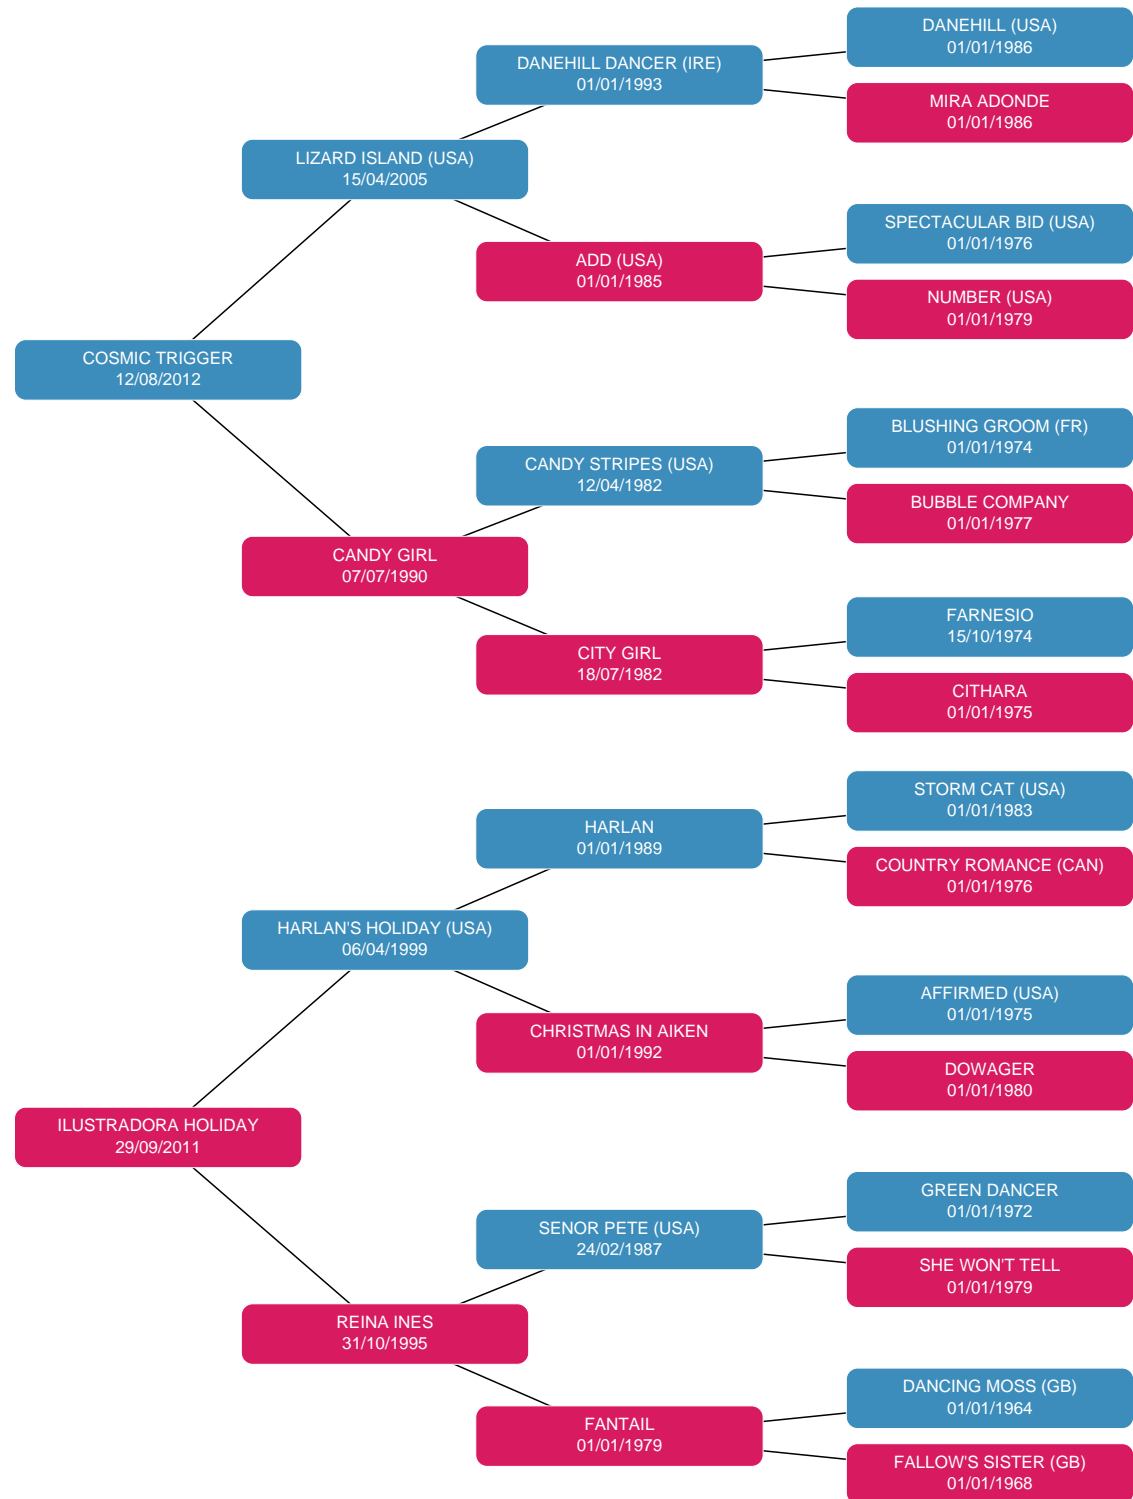 DANEHILL (USA)
01/01/1986
DANEHILL DANCER (IRE)
01/01/1993
MIRA ADONDE
01/01/1986
LIZARD ISLAND (USA)
15/04/2005
SPECTACULAR BID (USA)
01/01/1976
ADD (USA)
01/01/1985
NUMBER (USA)
01/01/1979
COSMIC TRIGGER
12/08/2012
BLUSHING GROOM (FR)
01/01/1974
CANDY STRIPES (USA)
12/04/1982
BUBBLE COMPANY
01/01/1977
CANDY GIRL
07/07/1990
FARNESIO
15/10/1974
CITY GIRL
18/07/1982
CITHARA
01/01/1975
STORM CAT (USA)
01/01/1983
HARLAN
01/01/1989
COUNTRY ROMANCE (CAN)
01/01/1976
HARLAN'S HOLIDAY (USA)
06/04/1999
AFFIRMED (USA)
01/01/1975
CHRISTMAS IN AIKEN
01/01/1992
DOWAGER
01/01/1980
ILUSTRADORA HOLIDAY
29/09/2011
GREEN DANCER
01/01/1972
SENOR PETE (USA)
24/02/1987
SHE WON'T TELL
01/01/1979
REINA INES
31/10/1995
DANCING MOSS (GB)
01/01/1964
FANTAIL
01/01/1979
FALLOW'S SISTER (GB)
01/01/1968